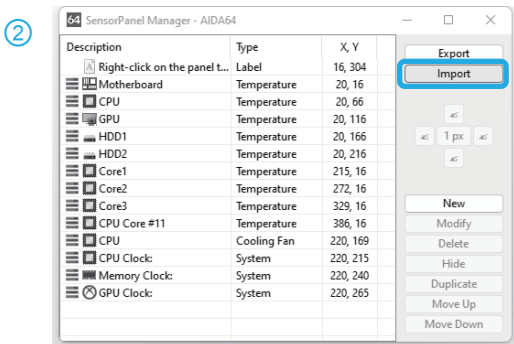 2
64 SensorPanel Manager - AIDA64
Description Type X, Y
Right-click on the panel t... Label 16, 304
Motherboard Temperature 20, 16
CPU Temperature 20, 66
GPU Temperature 20, 116
HDD1 Temperature 20, 166
HDD2 Temperature 20, 216
Core1 Temperature 215, 16
Core2 Temperature 272, 16
Core3 Temperature 329, 16
CPU Core #11 Temperature 386, 16
CPU Cooling Fan 220, 169
CPU Clock: System 220, 215
Memory Clock: System 220, 240
GPU Clock: System 220, 265
Export
Import
1 px
New
Modify
Delete
Hide
Duplicate
Move Up
Move Down